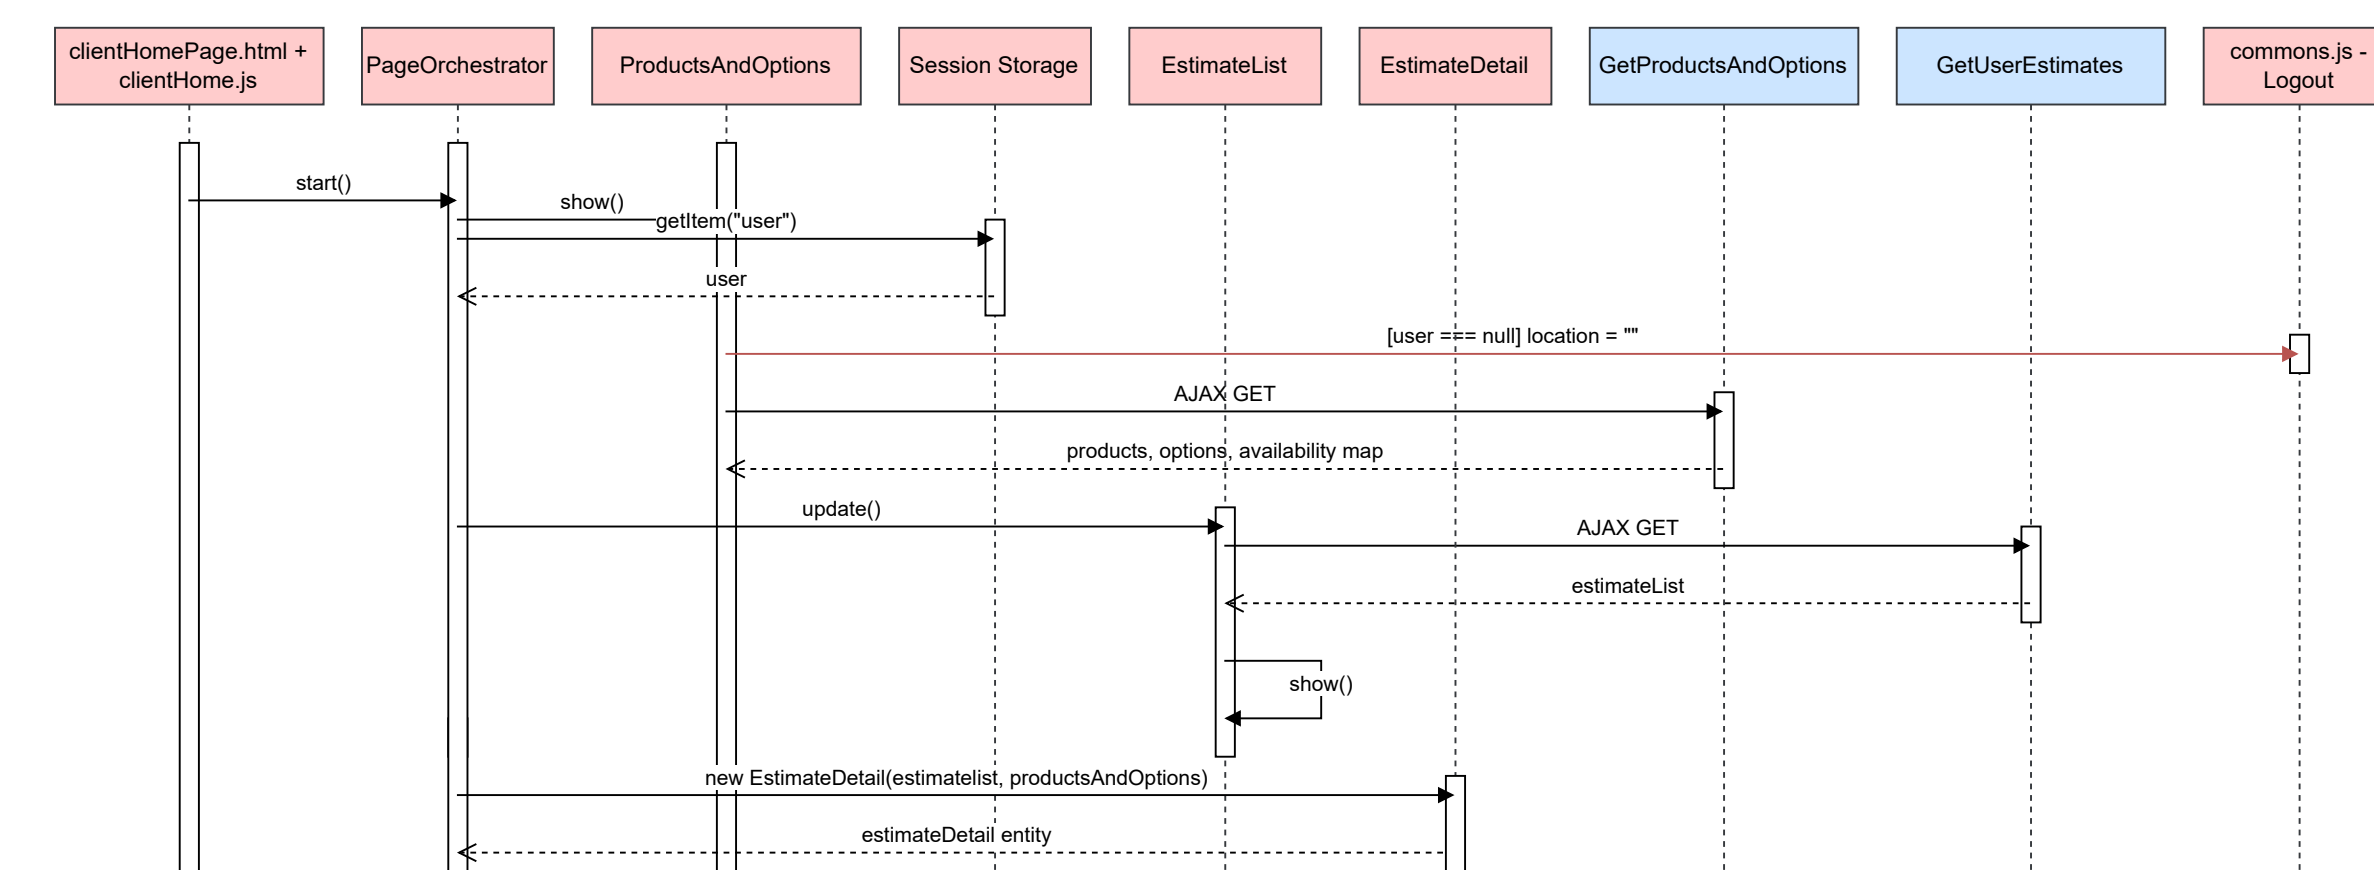 clientHomePage.html +
clientHome.js
PageOrchestrator
ProductsAndOptions
Session Storage
EstimateList
EstimateDetail
GetProductsAndOptions
GetUserEstimates
commons.js -
Logout
start()
show()
getItem("user")
user
[user === null] location = ""
AJAX GET
products, options, availability map
update()
AJAX GET
estimateList
show()
new EstimateDetail(estimatelist, productsAndOptions)
estimateDetail entity